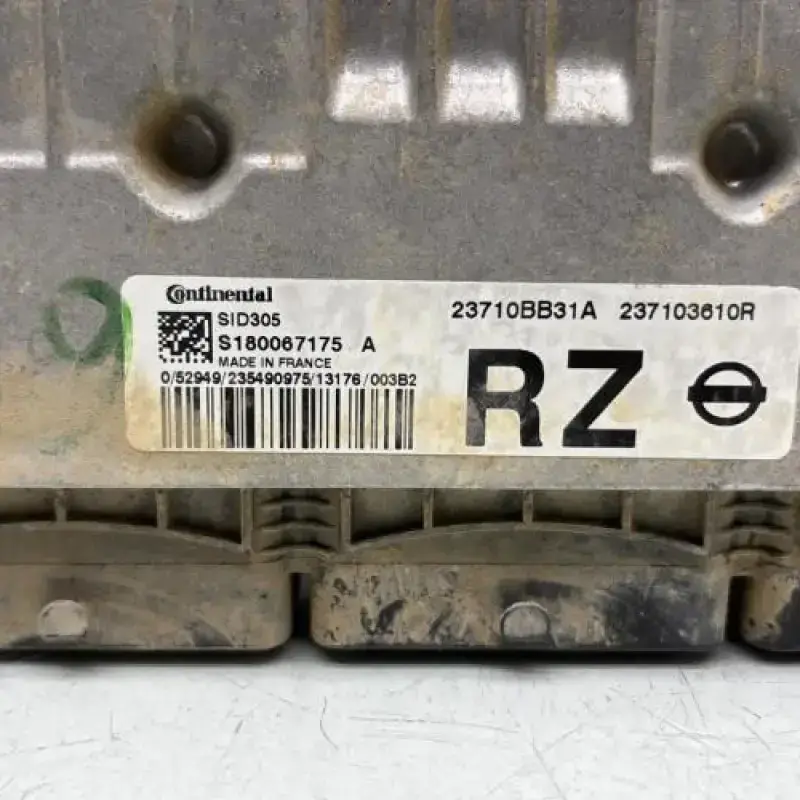 Continental
SID305
S180067175 A
MADE IN FRANCE
0/52949/235490975/13176/003B2
23710BB31A 237103610R
RZ